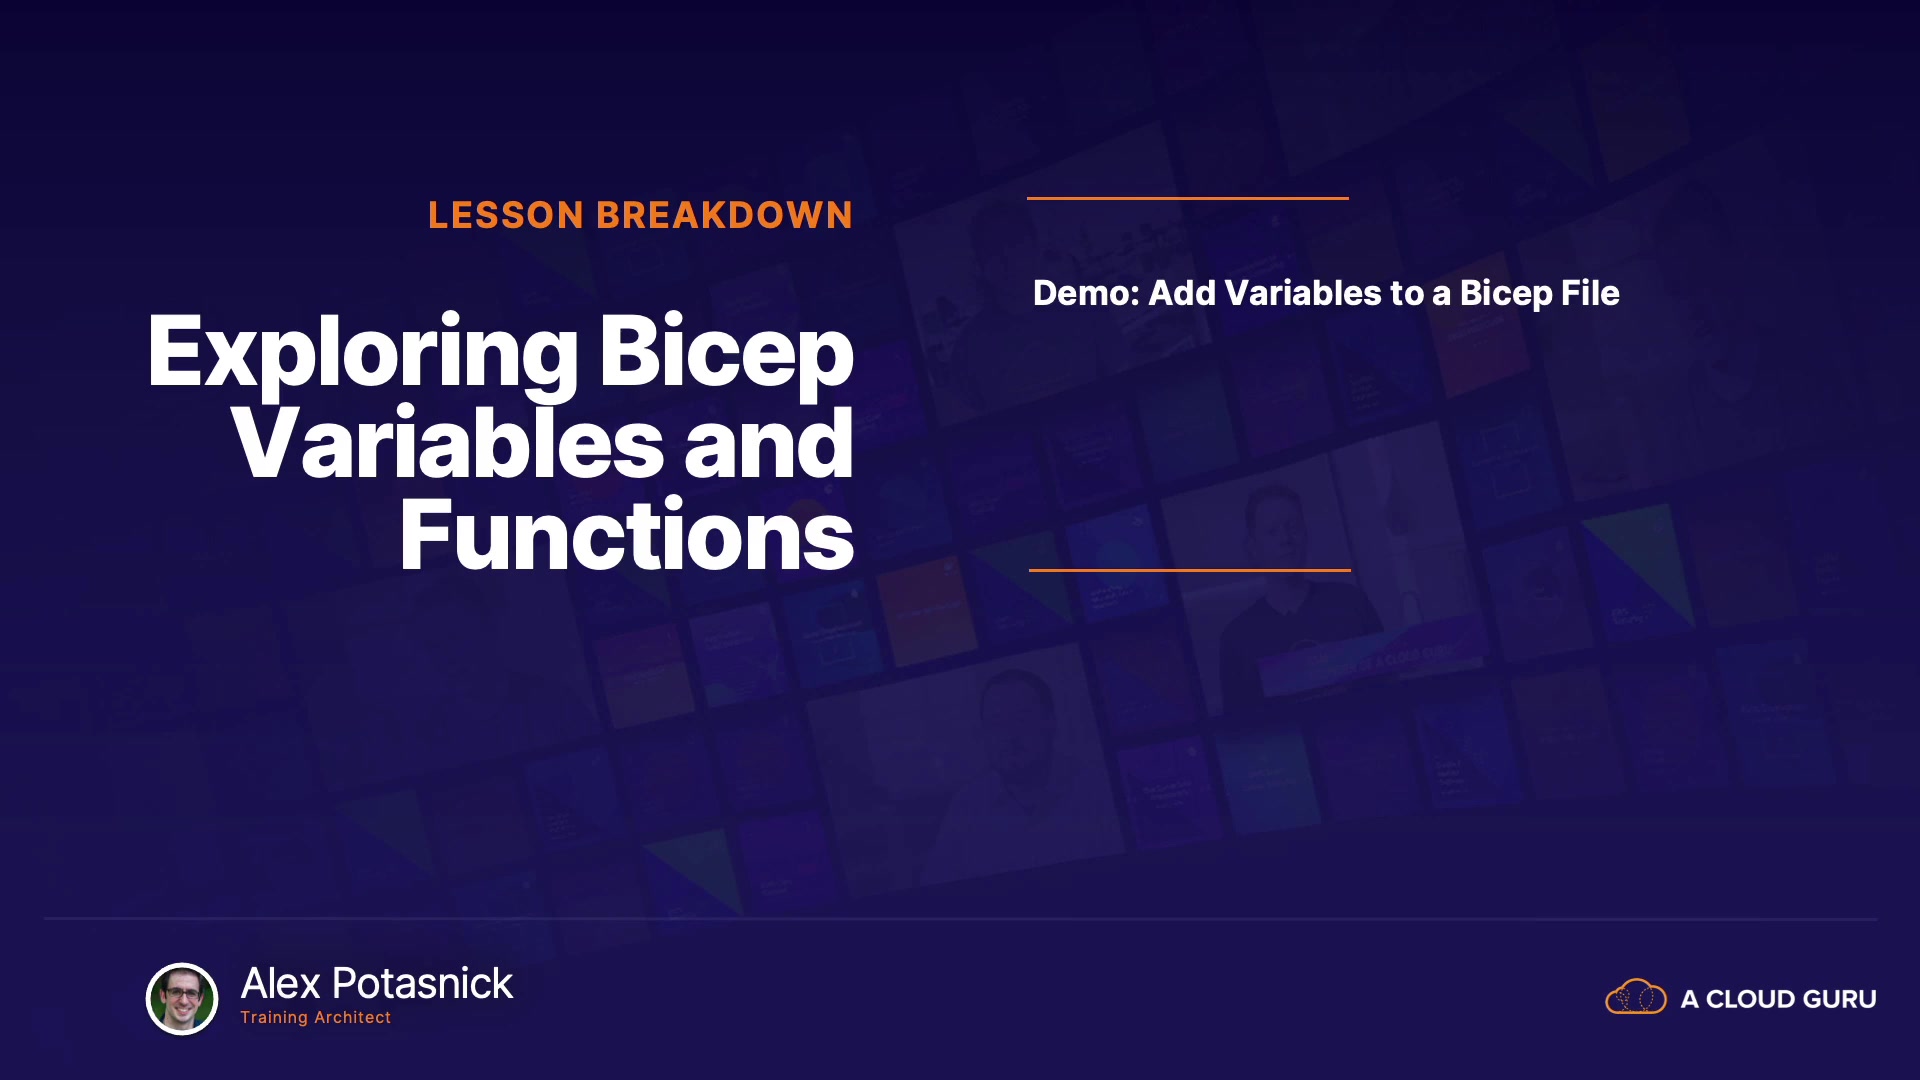 LESSON BREAKDOWN
Exploring Bicep
Variables and
Functions
Demo: Add Variables to a Bicep File
Alex Potasnick
Training Architect
A CLOUD GURU